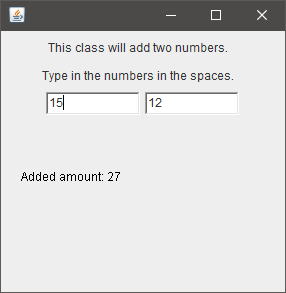 This class will add two numbers.
Type in the numbers in the spaces.
15 12
Added amount: 27